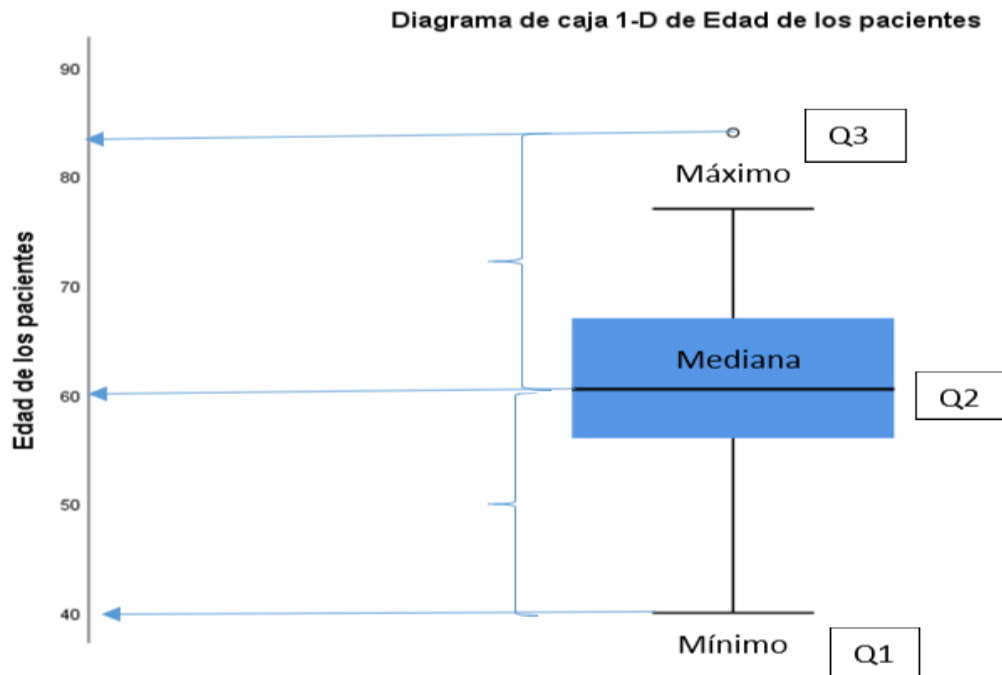 Diagrama de caja 1-D de Edad de los pacientes
Edad de los pacientes
90
80
70
60
50
40
Q3
Máximo
Mediana
Q2
Mínimo
Q1